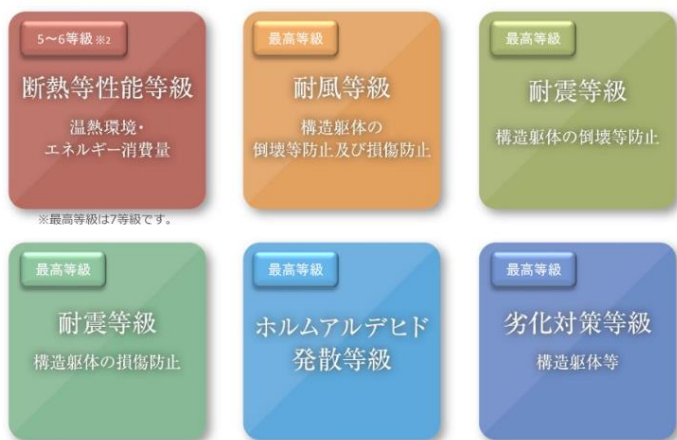 5～6等級※2
断熱等性能等級
温熱環境・
エネルギー消費量
最高等級
耐風等級
構造躯体の
倒壊等防止及び損傷防止
最高等級
耐震等級
構造躯体の倒壊等防止
※最高等級は7等級です。
最高等級
耐震等級
構造躯体の損傷防止
最高等級
ホルムアルデヒド
発散等級
最高等級
劣化対策等級
構造躯体等